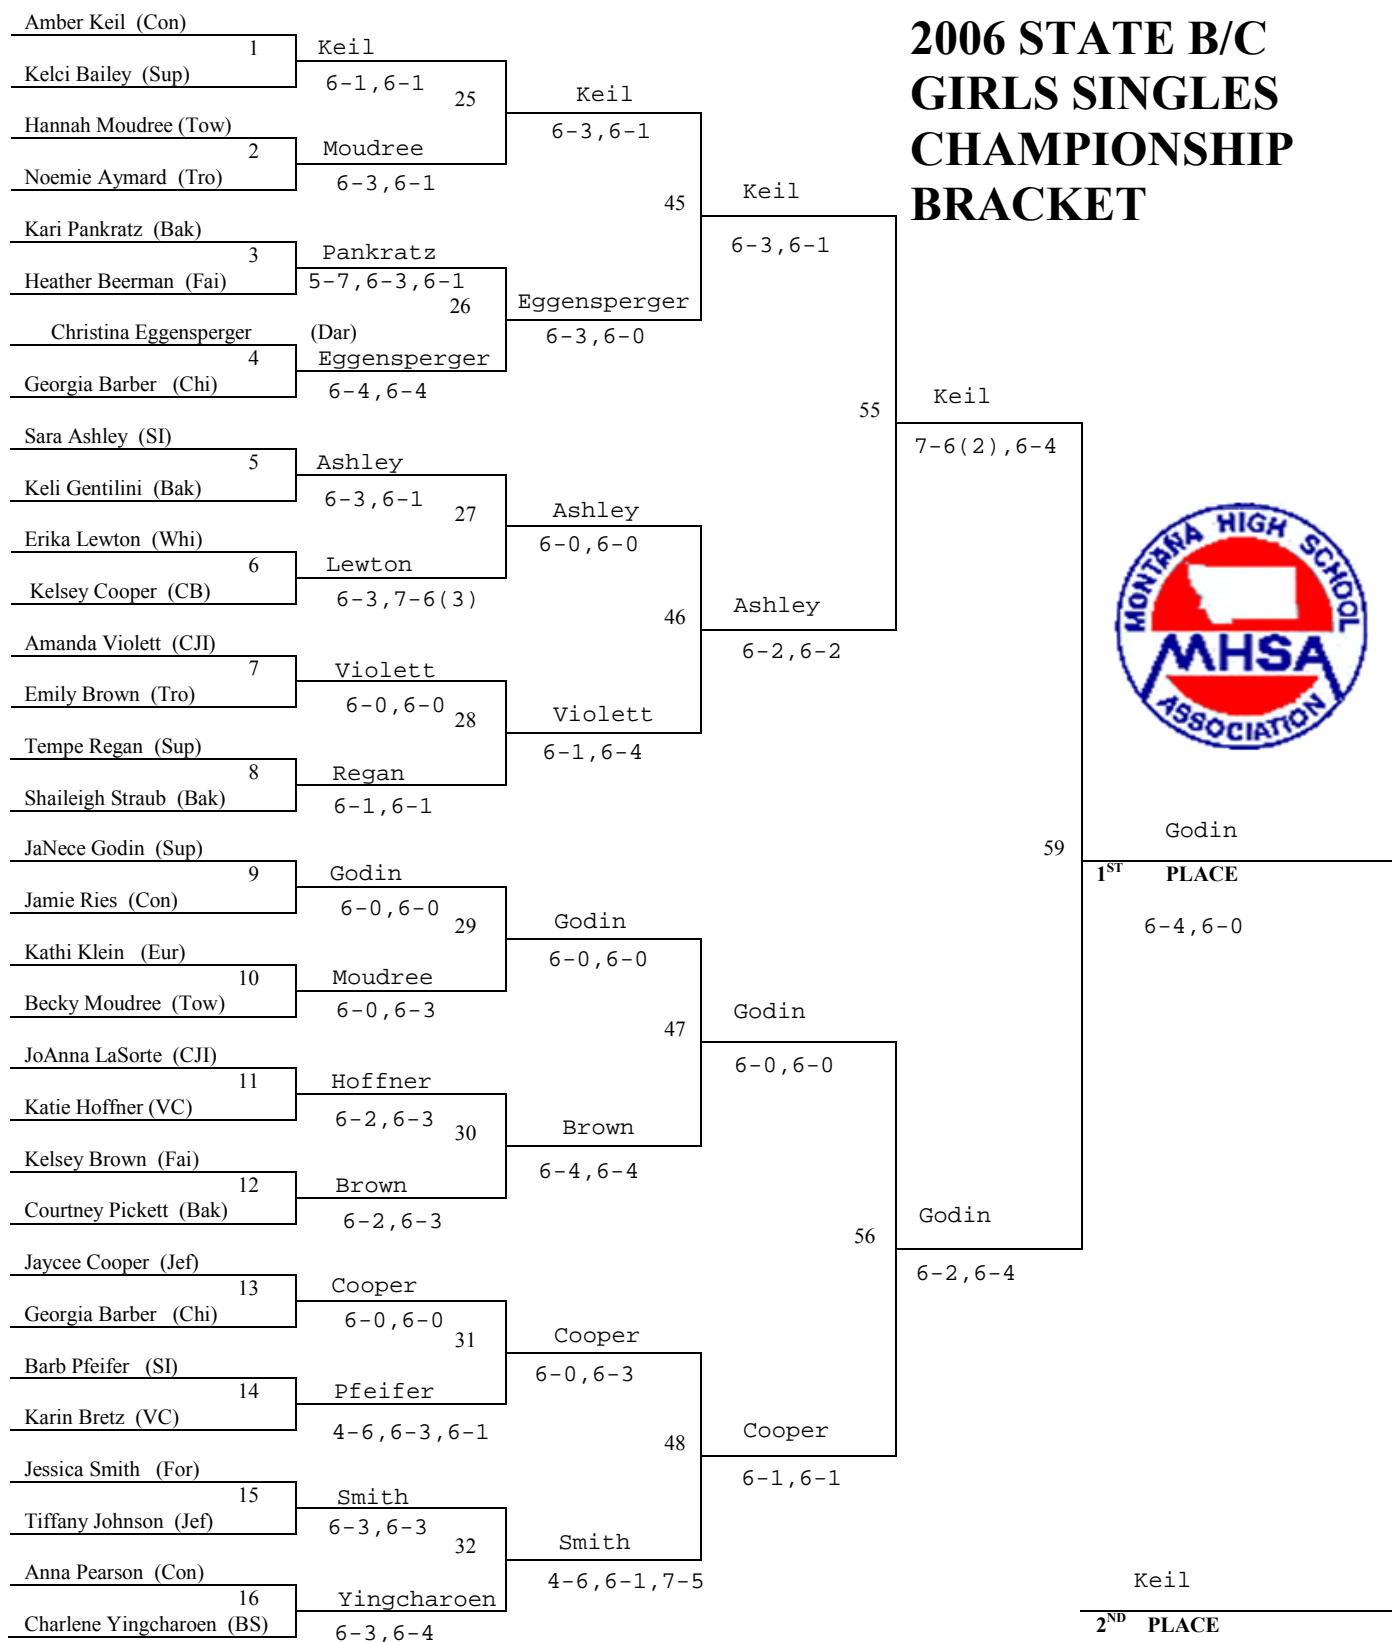 2006 STATE B/C
GIRLS SINGLES
CHAMPIONSHIP
BRACKET
Amber Keil (Con)
1
Kelci Bailey (Sup)
Hannah Moudree (Tow)
2
Noemie Aymard (Tro)
Kari Pankratz (Bak)
3
Heather Beerman (Fai)
Christina Eggensperger (Dar)
4
Georgia Barber (Chi)
Sara Ashley (SI)
5
Keli Gentilini (Bak)
Erika Lewton (Whi)
6
Kelsey Cooper (CB)
Amanda Violett (CJI)
7
Emily Brown (Tro)
Tempe Regan (Sup)
8
Shaileigh Straub (Bak)
JaNece Godin (Sup)
9
Jamie Ries (Con)
Kathi Klein (Eur)
10
Becky Moudree (Tow)
JoAnna LaSorte (CJI)
11
Katie Hoffner (VC)
Kelsey Brown (Fai)
12
Courtney Pickett (Bak)
Jaycee Cooper (Jef)
13
Georgia Barber (Chi)
Barb Pfeifer (SI)
14
Karin Bretz (VC)
Jessica Smith (For)
15
Tiffany Johnson (Jef)
Anna Pearson (Con)
16
Charlene Yingcharoen (BS)
Keil
6-1,6-1
25
Moudree
6-3,6-1
Pankratz
5-7,6-3,6-1
26
Eggensperger
6-4,6-4
Ashley
6-3,6-1
27
Lewton
6-3,7-6(3)
Violett
6-0,6-0
28
Regan
6-1,6-1
Godin
6-0,6-0
29
Moudree
6-0,6-3
Hoffner
6-2,6-3
30
Brown
6-2,6-3
Cooper
6-0,6-0
31
Pfeifer
4-6,6-3,6-1
Smith
6-3,6-3
32
Yingcharoen
6-3,6-4
Keil
6-3,6-1
45
Eggensperger
6-3,6-0
Ashley
6-0,6-0
46
Violett
6-1,6-4
Godin
6-0,6-0
47
Brown
6-4,6-4
Cooper
6-0,6-3
48
Smith
4-6,6-1,7-5
Keil
6-3,6-1
55
Ashley
6-2,6-2
Godin
6-0,6-0
56
Cooper
6-1,6-1
Keil
7-6(2),6-4
59
Godin
6-2,6-4
MONTANA HIGH SCHOOL
MHSA
ASSOCIATION
Godin
1ST PLACE
6-4,6-0
Keil
2ND PLACE